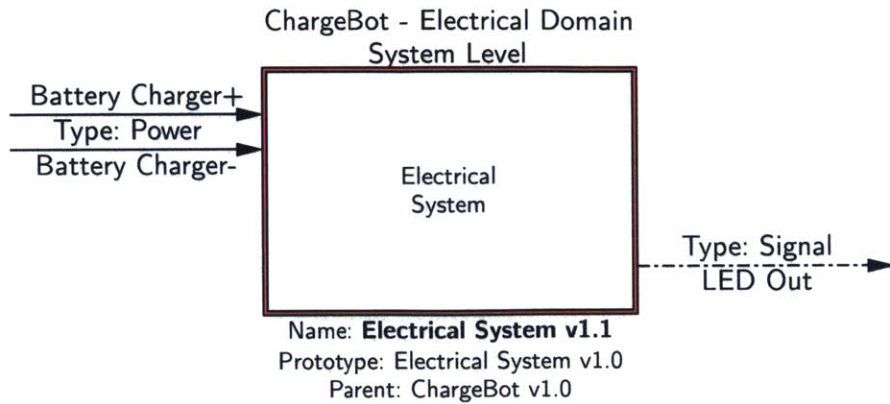 ChargeBot - Electrical Domain
System Level
Battery Charger+
Type: Power
Battery Charger-
Electrical
System
Type: Signal
LED Out
Name: Electrical System v1.1
Prototype: Electrical System v1.0
Parent: ChargeBot v1.0